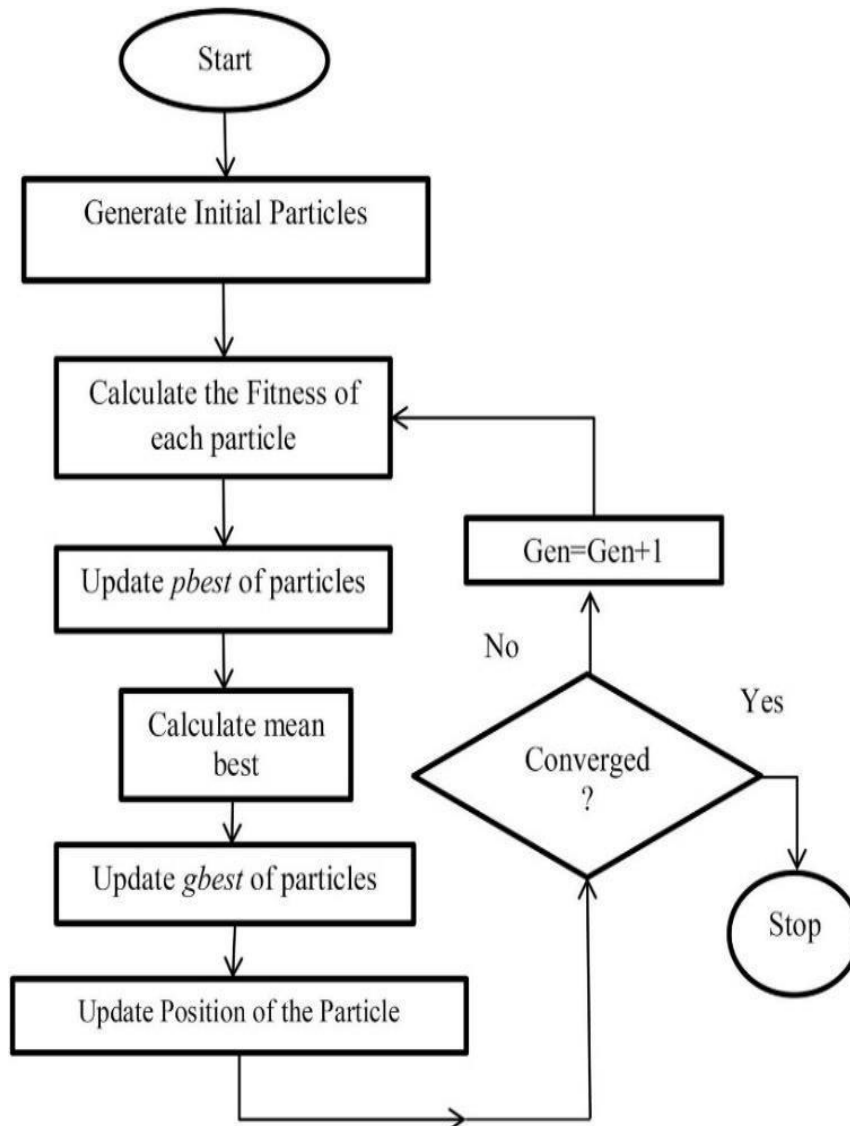 Start
Generate Initial Particles
Calculate the Fitness of
each particle
Update pbest of particles
Calculate mean
best
Update gbest of particles
Update Position of the Particle
Gen=Gen+1
No
Yes
Converged
?
Stop